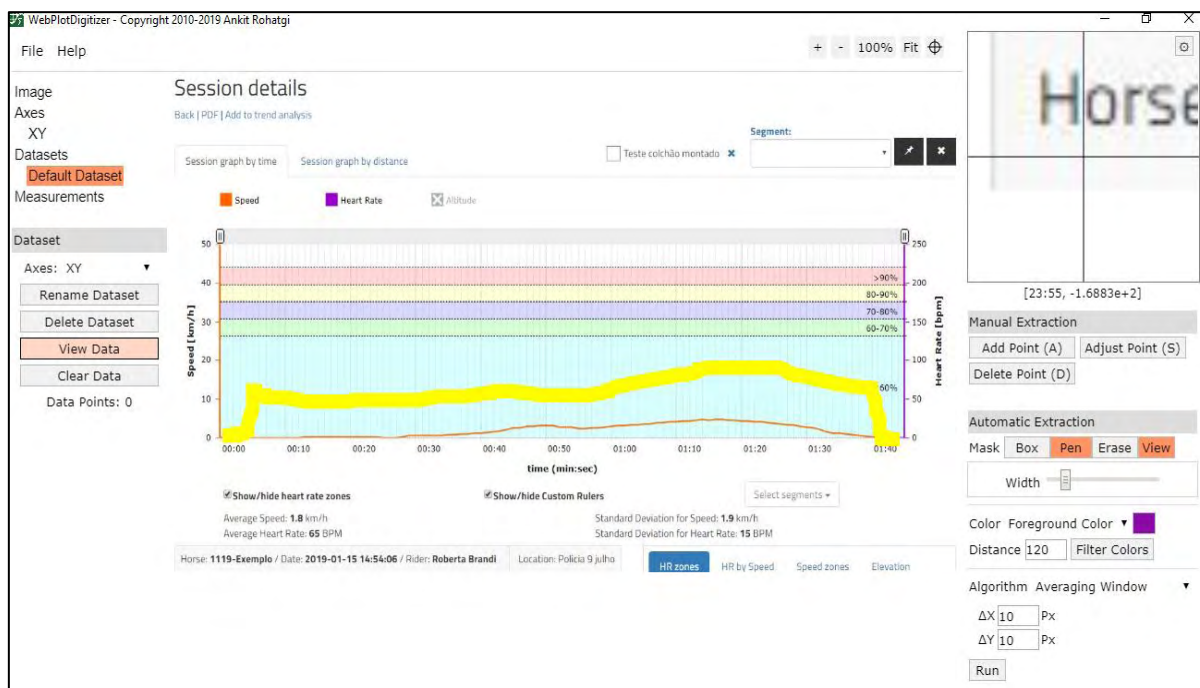 WebPlotDigitizer - Copyright 2010-2019 Ankit Rohatgi
File Help
+ - 100% Fit
Image
Axes
XY
Datasets
Default Dataset
Measurements
Dataset
Axes: XY
Rename Dataset
Delete Dataset
View Data
Clear Data
Data Points: 0
Session details
Back | PDF | Add to trend analysis
Segment:
Session graph by time
Session graph by distance
Teste colchão montado
Speed
Heart Rate
Altitude
50 250
>90%
40 200
80-90%
70-80%
30 150
60-70%
20 100
60%
10 50
0 0
Speed [km/h]
Heart Rate [bpm]
00:00 00:10 00:20 00:30 00:40 00:50 01:00 01:10 01:20 01:30 01:40
time (min:sec)
Show/hide heart rate zones
Show/hide Custom Rulers
Select segments
Average Speed: 1.8 km/h
Standard Deviation for Speed: 1.9 km/h
Average Heart Rate: 65 BPM
Standard Deviation for Heart Rate: 15 BPM
Horse: 1119-Exemplo / Date: 2019-01-15 14:54:06 / Rider: Roberta Brandi
Location: Policia 9 julho
HR zones
HR by Speed
Speed zones
Elevation
Horse
[23:55, -1.6883e+2]
Manual Extraction
Add Point (A) Adjust Point (S)
Delete Point (D)
Automatic Extraction
Mask Box Pen Erase View
Width
Color Foreground Color
Distance 120 Filter Colors
Algorithm Averaging Window
ΔX 10 Px
ΔY 10 Px
Run